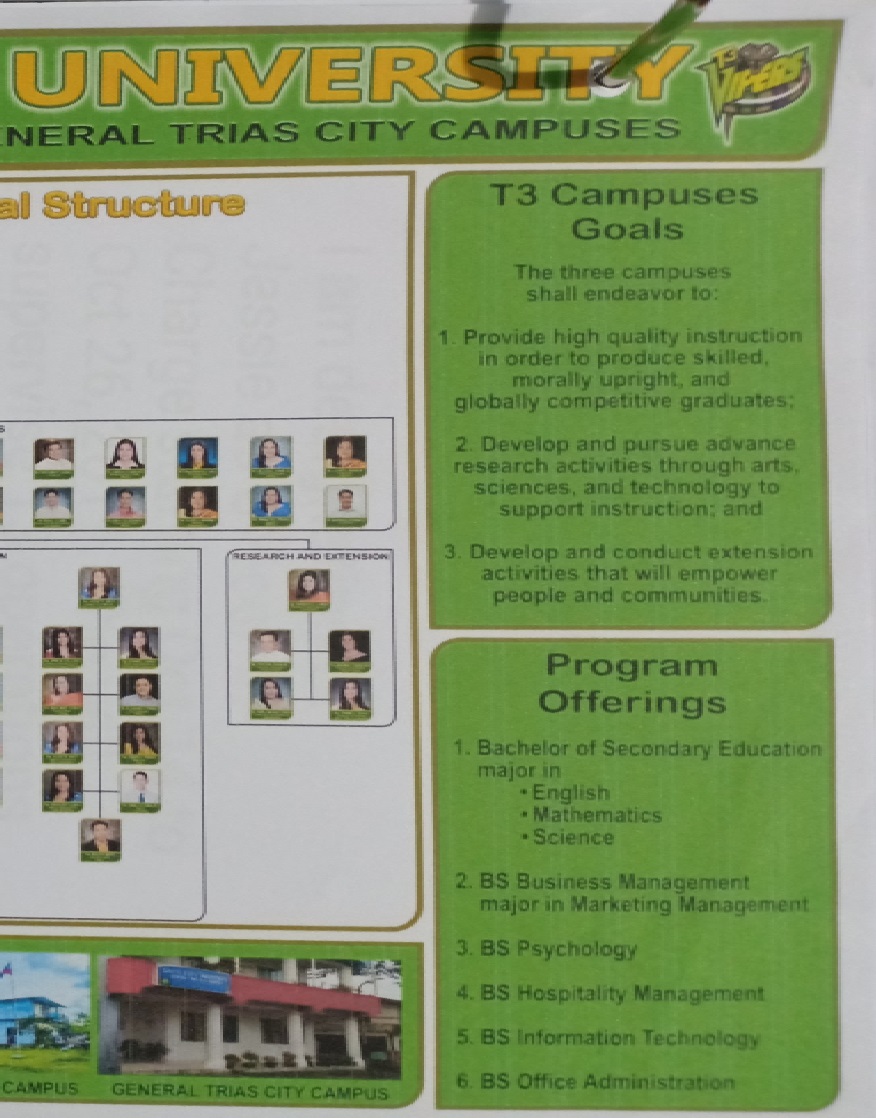 UNIVERSITY
T3
VIPERS
NERAL TRIAS CITY CAMPUSES
al Structure
T3 Campuses
Goals
The three campuses
shall endeavor to:
1. Provide high quality instruction
in order to produce skilled,
morally upright, and
globally competitive graduates;
2. Develop and pursue advance
research activities through arts,
sciences, and technology to
support instruction; and
3. Develop and conduct extension
activities that will empower
people and communities.
RESEARCH AND EXTENSION
Program
Offerings
1. Bachelor of Secondary Education
major in
• English
• Mathematics
• Science
2. BS Business Management
major in Marketing Management
3. BS Psychology
4. BS Hospitality Management
5. BS Information Technology
6. BS Office Administration
CAMPUS
GENERAL TRIAS CITY CAMPUS